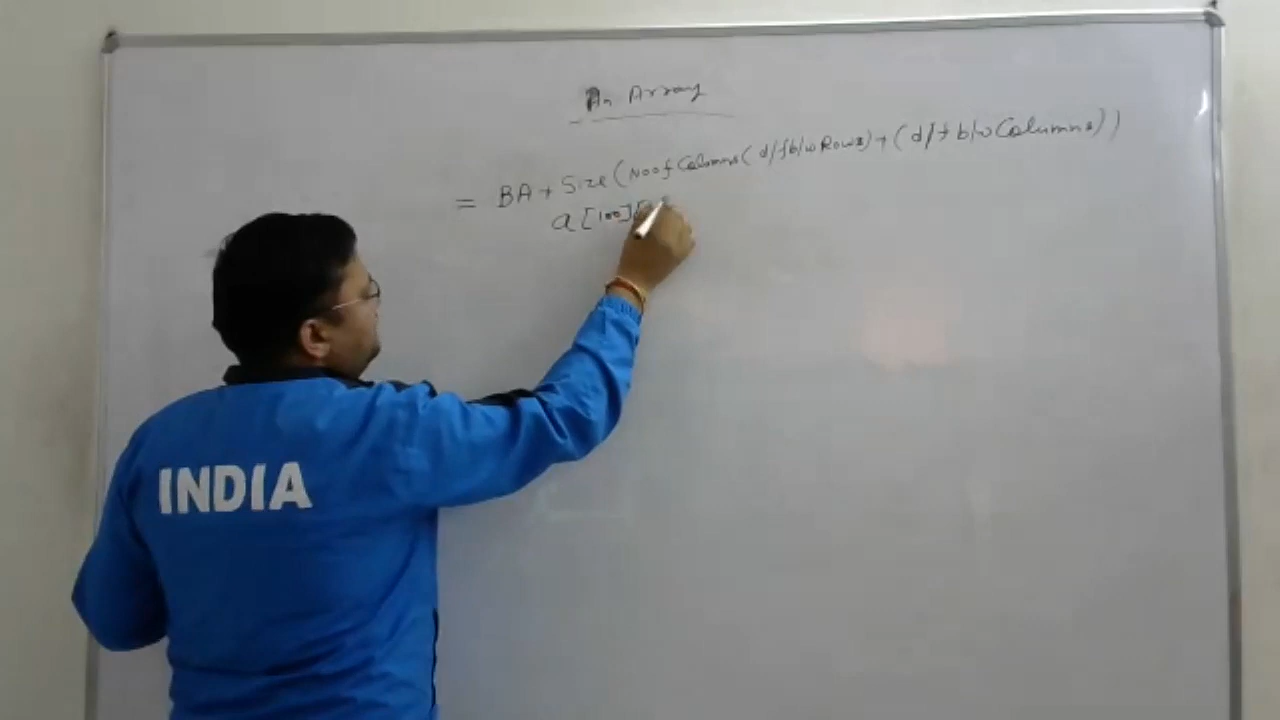 An Array
= BA + Size (No of Columns ( d/f b/w Rows) + ( d/f b/w Columns))
a [100] [
INDIA